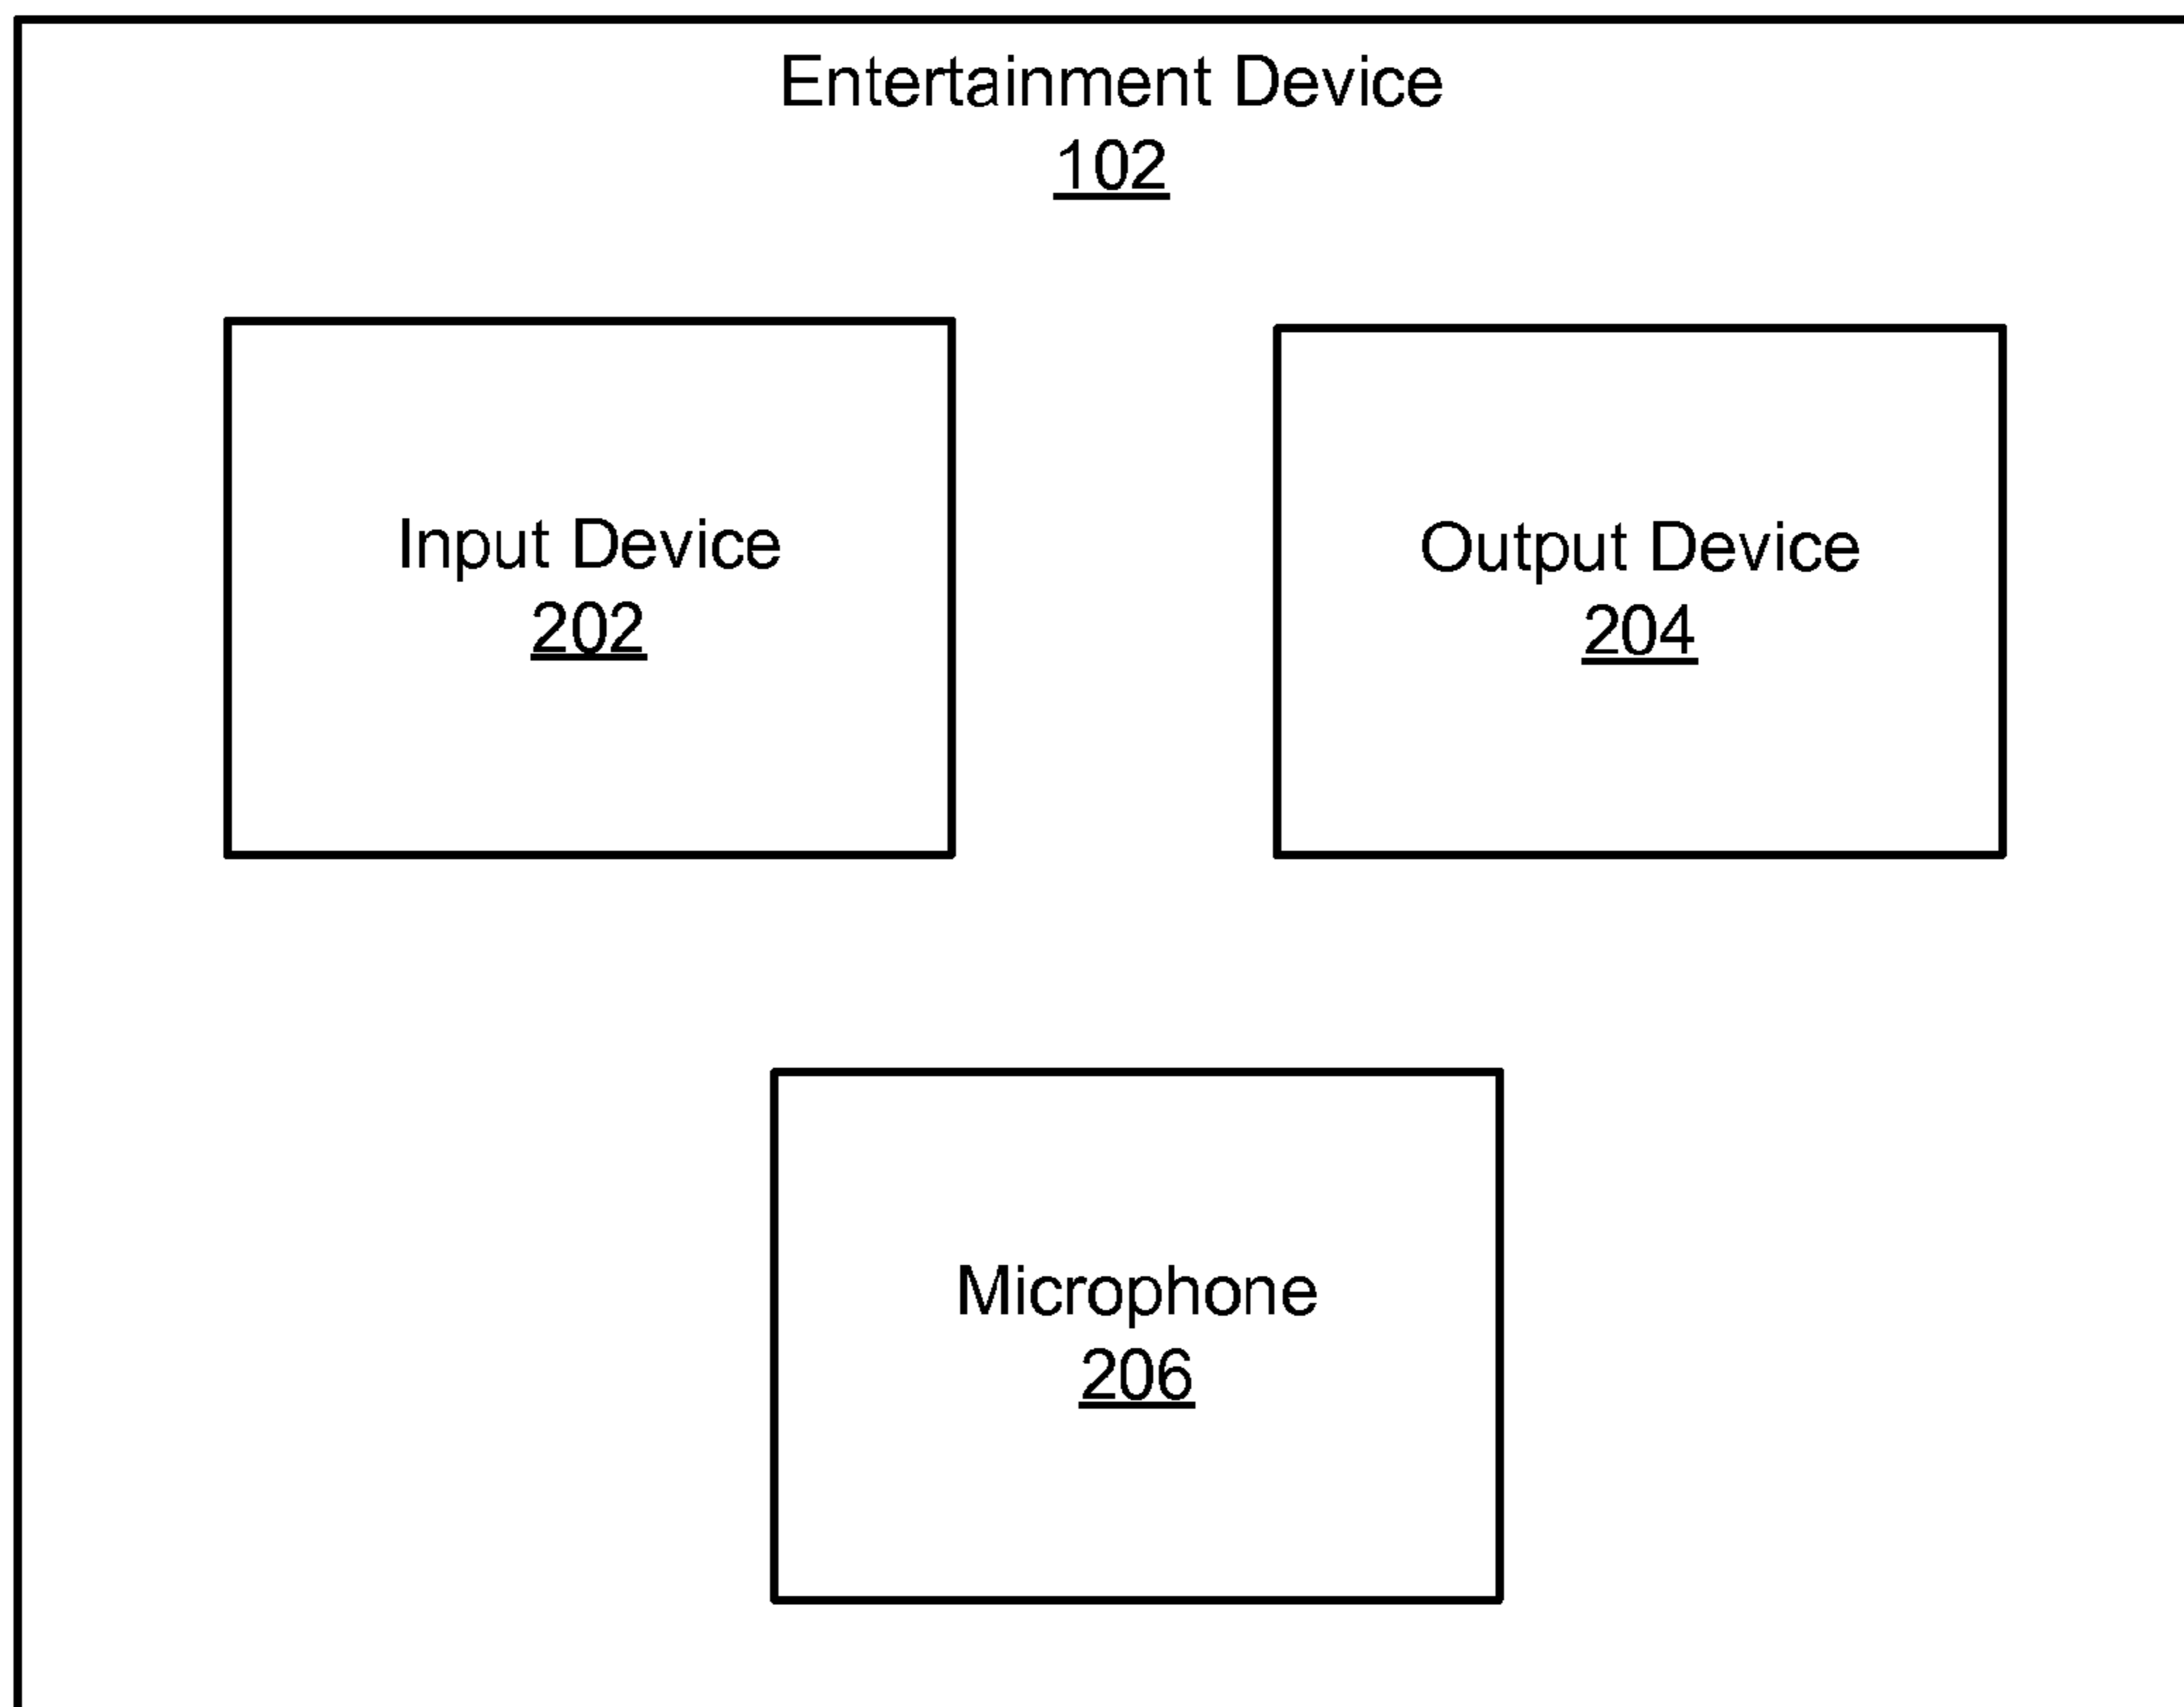 Entertainment Device
102
Input Device
202
Output Device
204
Microphone
206